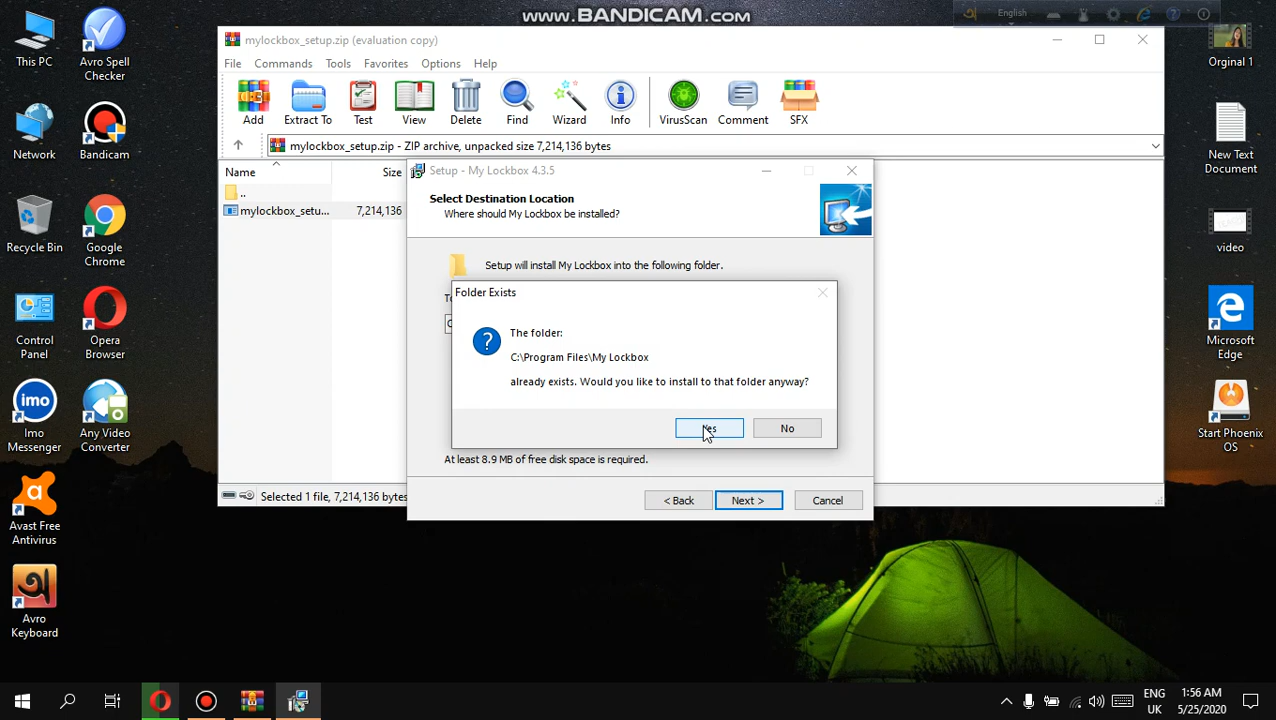 www.BANDICAM.com
English
This PC
Avro Spell
Checker
Network
Bandicam
Recycle Bin
Google
Chrome
Control
Panel
Opera
Browser
Imo
Messenger
Any Video
Converter
Avast Free
Antivirus
Avro
Keyboard
mylockbox_setup.zip (evaluation copy)
File Commands Tools Favorites Options Help
Add Extract To Test View Delete Find Wizard Info VirusScan Comment SFX
mylockbox_setup.zip - ZIP archive, unpacked size 7,214,136 bytes
Name Size
..
mylockbox_setu... 7,214,136
Selected 1 file, 7,214,136 bytes
Setup - My Lockbox 4.3.5
Select Destination Location
Where should My Lockbox be installed?
Setup will install My Lockbox into the following folder.
Folder Exists
The folder:
C:\Program Files\My Lockbox
already exists. Would you like to install to that folder anyway?
Yes No
At least 8.9 MB of free disk space is required.
< Back Next > Cancel
Orginal 1
New Text
Document
video
Microsoft
Edge
Start Phoenix
OS
ENG
UK
1:56 AM
5/25/2020